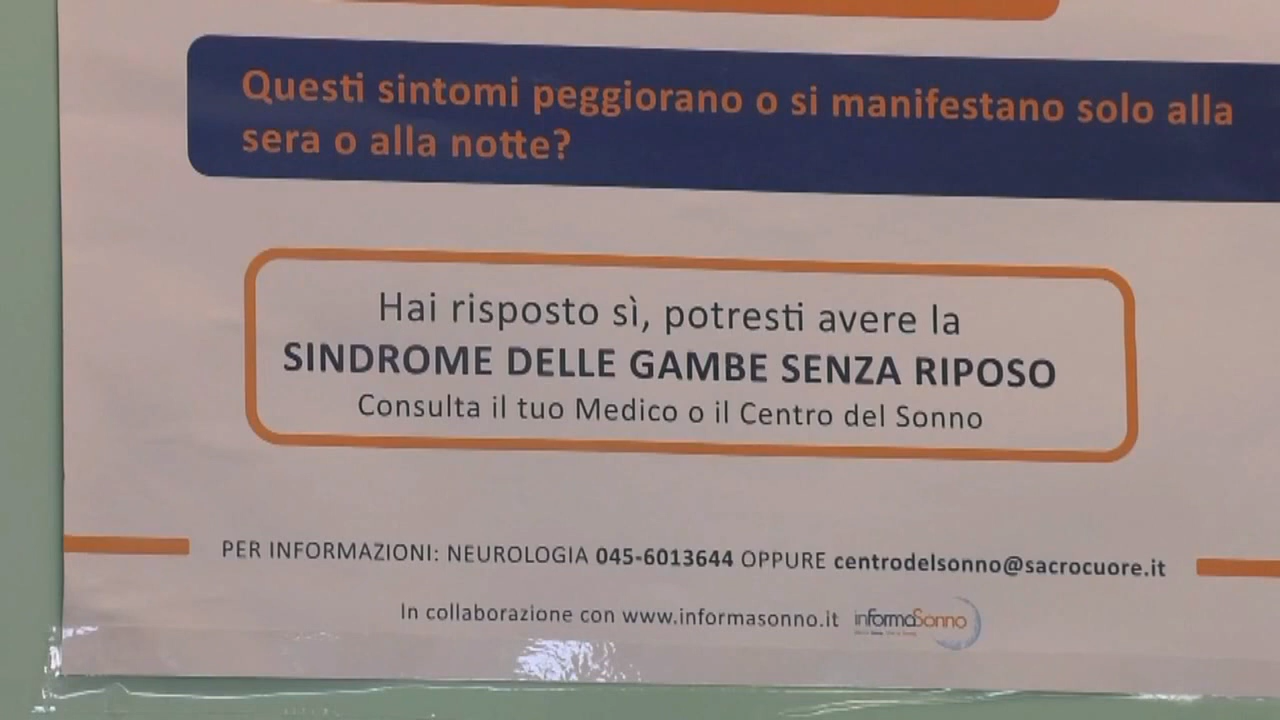 Questi sintomi peggiorano o si manifestano solo alla
sera o alla notte?
Hai risposto sì, potresti avere la
SINDROME DELLE GAMBE SENZA RIPOSO
Consulta il tuo Medico o il Centro del Sonno
PER INFORMAZIONI: NEUROLOGIA 045-6013644 OPPURE centrodelsonno@sacrocuore.it
In collaborazione con www.informasonno.it informaSonno